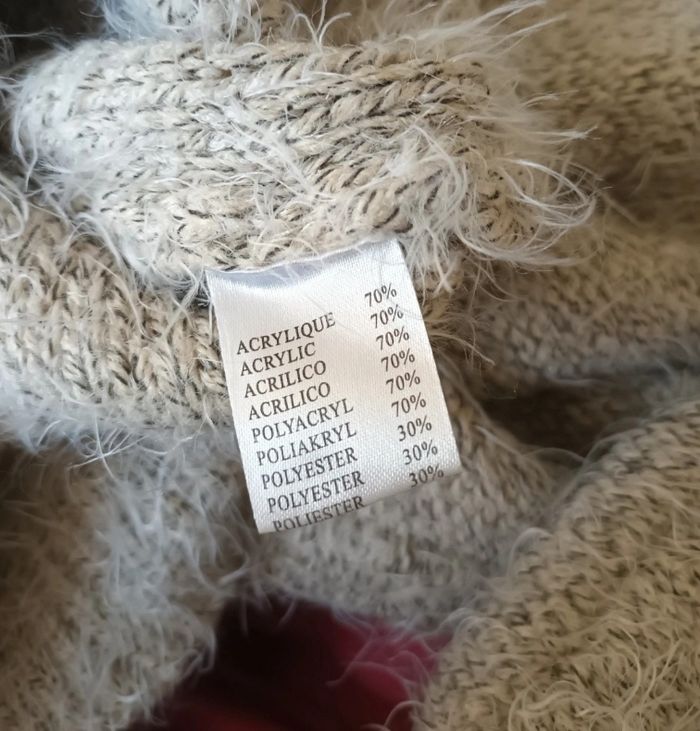 ACRYLIQUE 70%
ACRYLIC 70%
ACRILICO 70%
ACRILICO 70%
POLYACRYL 70%
POLIAKRYL 70%
POLYESTER 30%
POLYESTER 30%
POLIESTER 30%